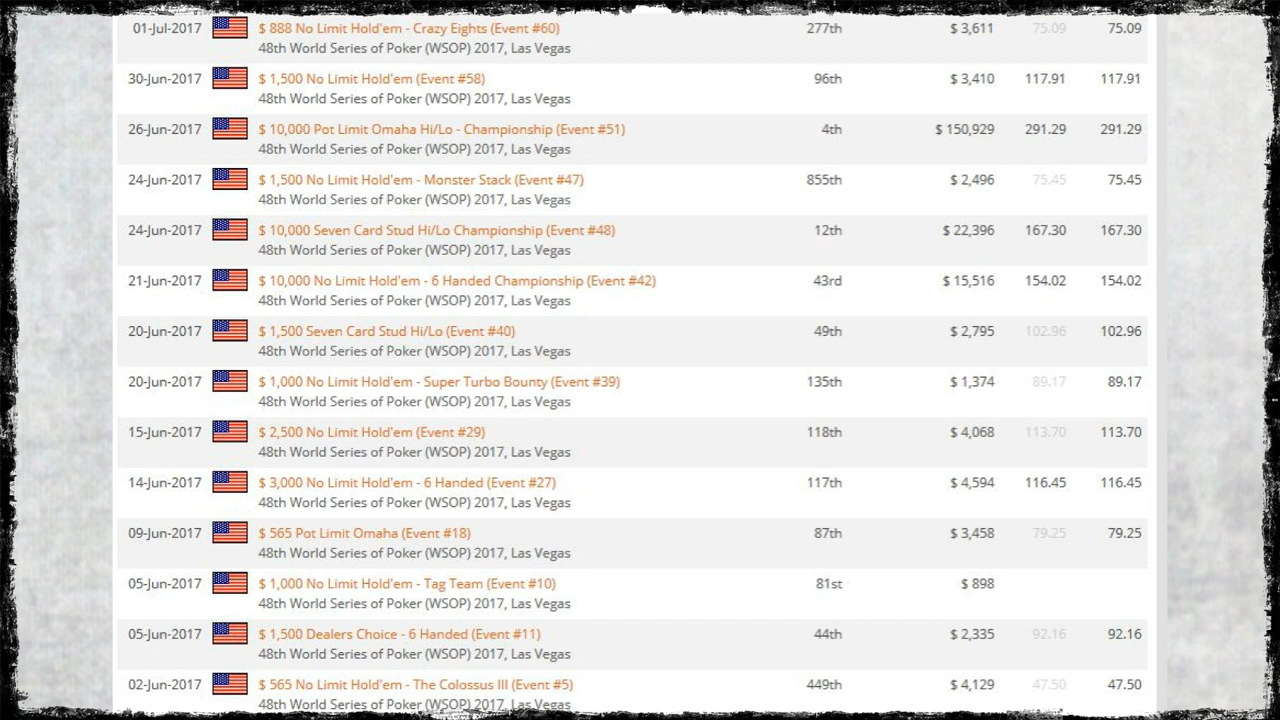 01-Jul-2017 $ 888 No Limit Hold'em - Crazy Eights (Event #60) 277th $ 3,611 75.09 75.09
48th World Series of Poker (WSOP) 2017, Las Vegas
30-Jun-2017 $ 1,500 No Limit Hold'em (Event #58) 96th $ 3,410 117.91 117.91
48th World Series of Poker (WSOP) 2017, Las Vegas
26-Jun-2017 $ 10,000 Pot Limit Omaha Hi/Lo - Championship (Event #51) 4th $ 150,929 291.29 291.29
48th World Series of Poker (WSOP) 2017, Las Vegas
24-Jun-2017 $ 1,500 No Limit Hold'em - Monster Stack (Event #47) 855th $ 2,496 75.45 75.45
48th World Series of Poker (WSOP) 2017, Las Vegas
24-Jun-2017 $ 10,000 Seven Card Stud Hi/Lo Championship (Event #48) 12th $ 22,396 167.30 167.30
48th World Series of Poker (WSOP) 2017, Las Vegas
21-Jun-2017 $ 10,000 No Limit Hold'em - 6 Handed Championship (Event #42) 43rd $ 15,516 154.02 154.02
48th World Series of Poker (WSOP) 2017, Las Vegas
20-Jun-2017 $ 1,500 Seven Card Stud Hi/Lo (Event #40) 49th $ 2,795 102.96 102.96
48th World Series of Poker (WSOP) 2017, Las Vegas
20-Jun-2017 $ 1,000 No Limit Hold'em - Super Turbo Bounty (Event #39) 135th $ 1,374 89.17 89.17
48th World Series of Poker (WSOP) 2017, Las Vegas
15-Jun-2017 $ 2,500 No Limit Hold'em (Event #29) 118th $ 4,068 113.70 113.70
48th World Series of Poker (WSOP) 2017, Las Vegas
14-Jun-2017 $ 3,000 No Limit Hold'em - 6 Handed (Event #27) 117th $ 4,594 116.45 116.45
48th World Series of Poker (WSOP) 2017, Las Vegas
09-Jun-2017 $ 565 Pot Limit Omaha (Event #18) 87th $ 3,458 79.25 79.25
48th World Series of Poker (WSOP) 2017, Las Vegas
05-Jun-2017 $ 1,000 No Limit Hold'em - Tag Team (Event #10) 81st $ 898
48th World Series of Poker (WSOP) 2017, Las Vegas
05-Jun-2017 $ 1,500 Dealers Choice - 6 Handed (Event #11) 44th $ 2,335 92.16 92.16
48th World Series of Poker (WSOP) 2017, Las Vegas
02-Jun-2017 $ 565 No Limit Hold'em - The Colossus III (Event #5) 449th $ 4,129 47.50 47.50
48th World Series of Poker (WSOP) 2017, Las Vegas